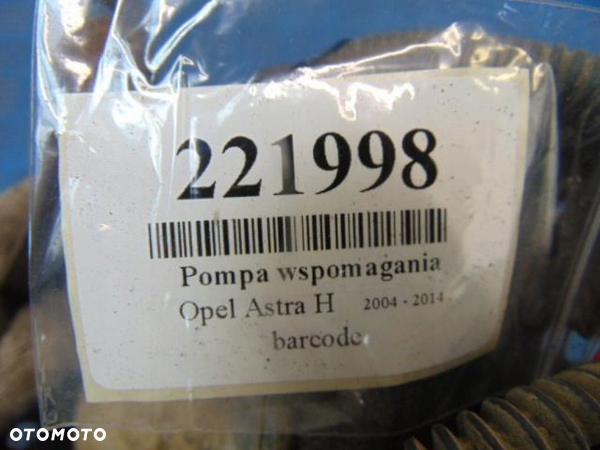 221998
Pompa wspomagania
Opel Astra H 2004 - 2014
barcode
OTOMOTO